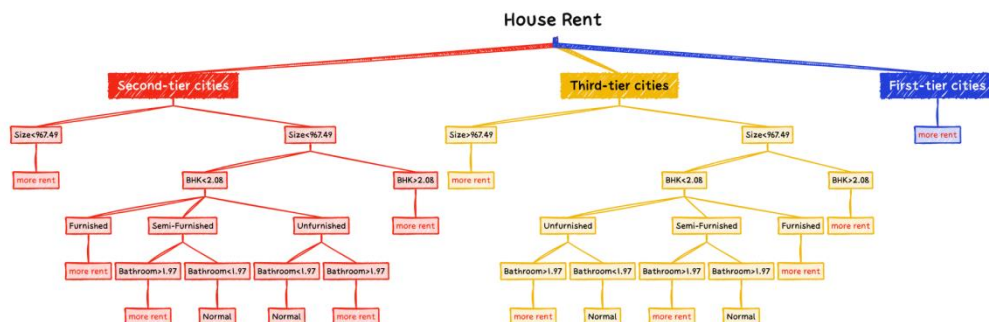 House Rent
Second-tier cities
Third-tier cities
First-tier cities
Size<967.49
Size<967.49
Size>967.49
Size<967.49
more rent
more rent
BHK<2.08
BHK>2.08
more rent
BHK<2.08
BHK>2.08
Furnished
Semi-Furnished
Unfurnished
more rent
Unfurnished
Semi-Furnished
Furnished
more rent
more rent
Bathroom>1.97
Bathroom<1.97
Bathroom<1.97
Bathroom>1.97
Bathroom>1.97
Bathroom<1.97
Bathroom>1.97
Bathroom>1.97
more rent
more rent
Normal
Normal
more rent
more rent
Normal
more rent
Normal